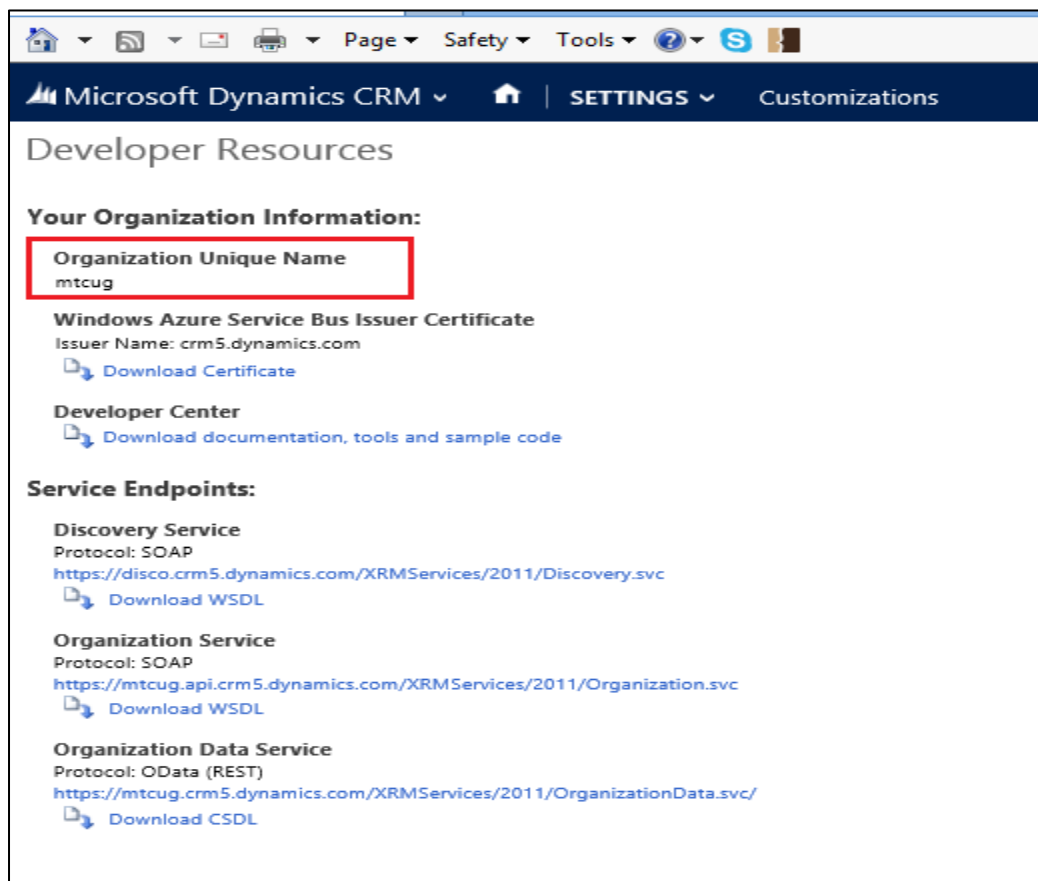 Page Safety Tools
Microsoft Dynamics CRM | SETTINGS Customizations
Developer Resources
Your Organization Information:
Organization Unique Name
mtcug
Windows Azure Service Bus Issuer Certificate
Issuer Name: crm5.dynamics.com
Download Certificate
Developer Center
Download documentation, tools and sample code
Service Endpoints:
Discovery Service
Protocol: SOAP
https://disco.crm5.dynamics.com/XRMServices/2011/Discovery.svc
Download WSDL
Organization Service
Protocol: SOAP
https://mtcug.api.crm5.dynamics.com/XRMServices/2011/Organization.svc
Download WSDL
Organization Data Service
Protocol: OData (REST)
https://mtcug.crm5.dynamics.com/XRMServices/2011/OrganizationData.svc/
Download CSDL